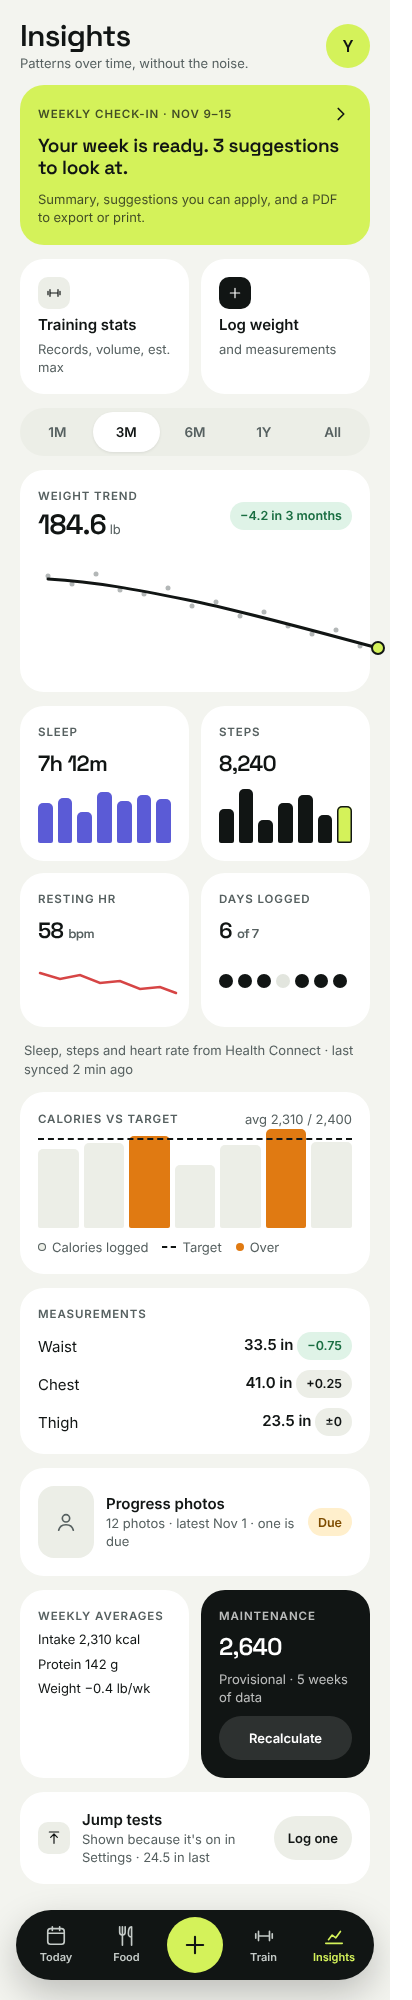 Insights
Patterns over time, without the noise.
Y
WEEKLY CHECK-IN · NOV 9–15
Your week is ready. 3 suggestions
to look at.
Summary, suggestions you can apply, and a PDF
to export or print.
Training stats
Records, volume, est.
max
Log weight
and measurements
1M 3M 6M 1Y All
WEIGHT TREND
184.6 lb
−4.2 in 3 months
SLEEP
7h 12m
STEPS
8,240
RESTING HR
58 bpm
DAYS LOGGED
6 of 7
Sleep, steps and heart rate from Health Connect · last
synced 2 min ago
CALORIES VS TARGET avg 2,310 / 2,400
Calories logged Target Over
MEASUREMENTS
Waist 33.5 in −0.75
Chest 41.0 in +0.25
Thigh 23.5 in ±0
Progress photos
12 photos · latest Nov 1 · one is
due
Due
WEEKLY AVERAGES
Intake 2,310 kcal
Protein 142 g
Weight −0.4 lb/wk
MAINTENANCE
2,640
Provisional · 5 weeks
of data
Recalculate
Jump tests
Shown because it's on in
Settings · 24.5 in last
Log one
Today Food Train Insights